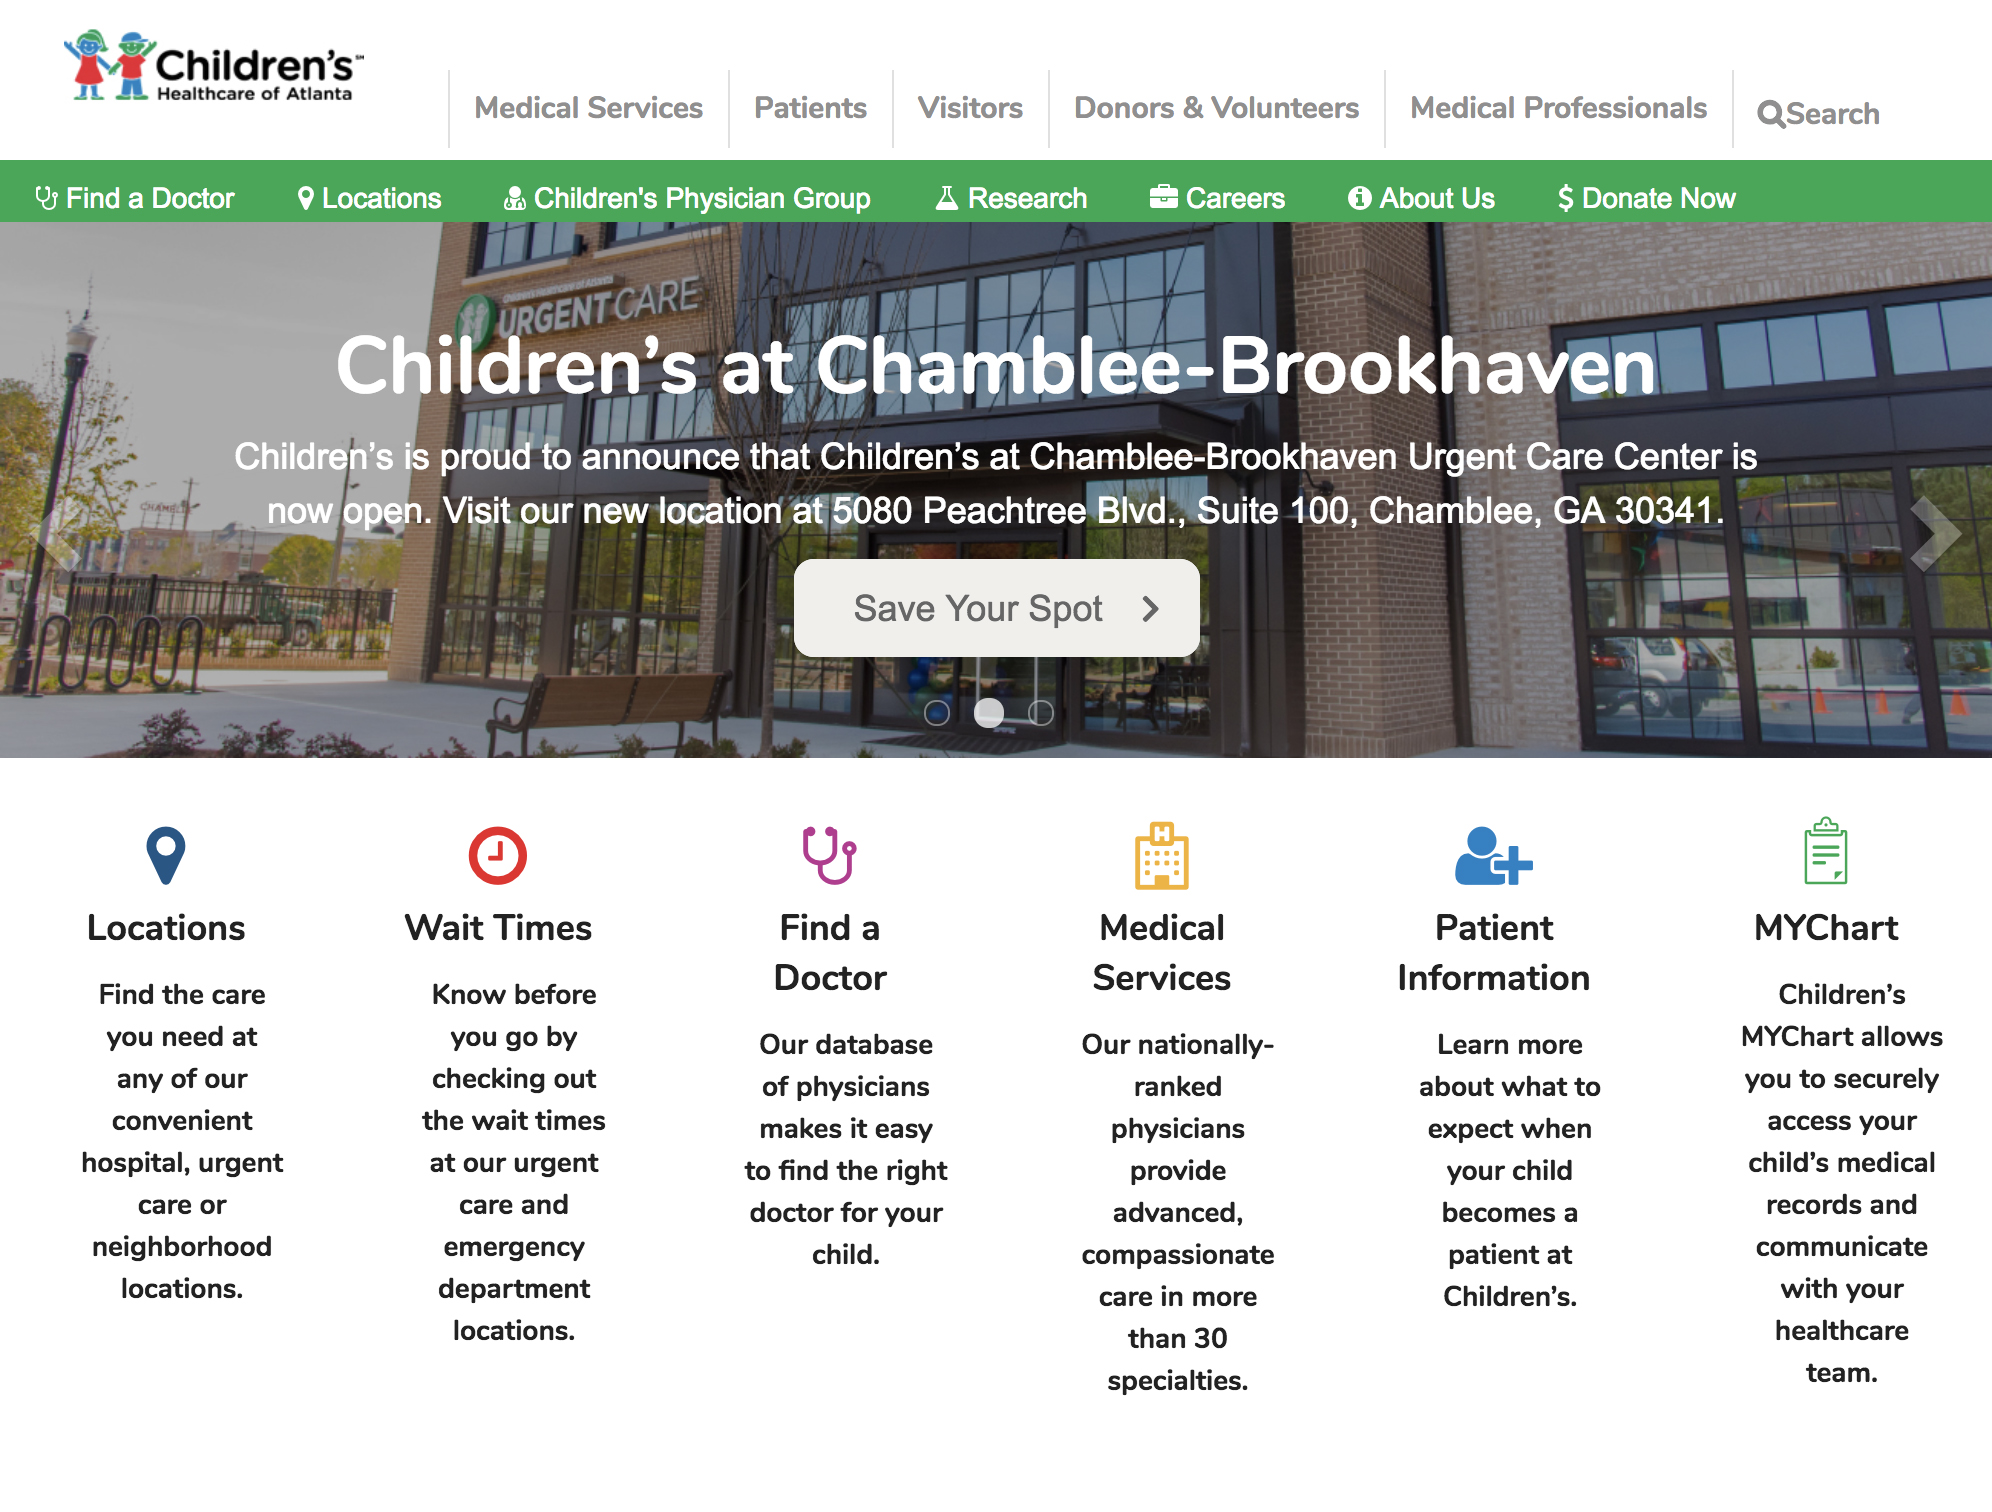 Children's℠
Healthcare of Atlanta
Medical Services
Patients
Visitors
Donors & Volunteers
Medical Professionals
Search
Find a Doctor
Locations
Children's Physician Group
Research
Careers
About Us
Donate Now
URGENT CARE
Children’s at Chamblee-Brookhaven
Children’s is proud to announce that Children’s at Chamblee-Brookhaven Urgent Care Center is
now open. Visit our new location at 5080 Peachtree Blvd., Suite 100, Chamblee, GA 30341.
CHAMBLEE
Save Your Spot
Locations
Find the care
you need at
any of our
convenient
hospital, urgent
care or
neighborhood
locations.
Wait Times
Know before
you go by
checking out
the wait times
at our urgent
care and
emergency
department
locations.
Find a
Doctor
Our database
of physicians
makes it easy
to find the right
doctor for your
child.
H
Medical
Services
Our nationally-
ranked
physicians
provide
advanced,
compassionate
care in more
than 30
specialties.
Patient
Information
Learn more
about what to
expect when
your child
becomes a
patient at
Children’s.
MYChart
Children’s
MYChart allows
you to securely
access your
child’s medical
records and
communicate
with your
healthcare
team.